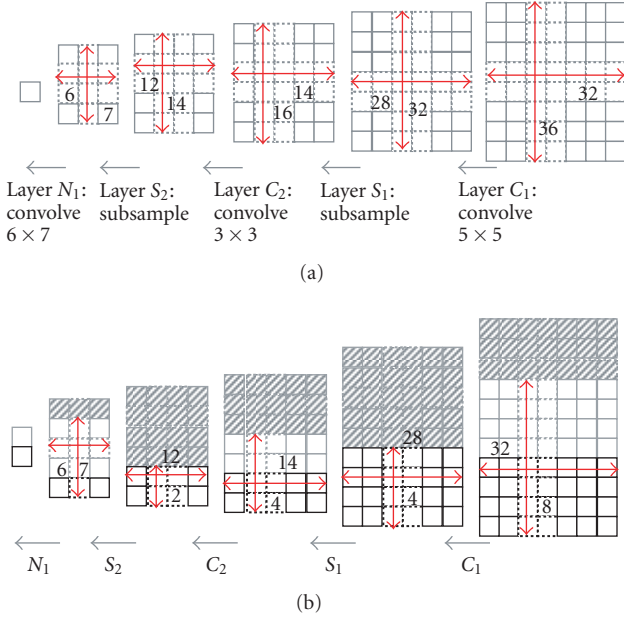 6
7
12
14
14
16
28
32
32
36
Layer N1:
convolve
6 × 7
Layer S2:
subsample
Layer C2:
convolve
3 × 3
Layer S1:
subsample
Layer C1:
convolve
5 × 5
(a)
6
7
12
2
14
4
28
4
32
8
N1
S2
C2
S1
C1
(b)